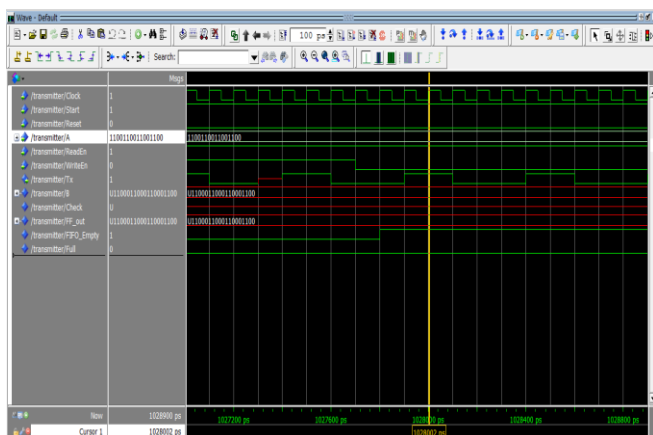 Wave - Default
100 ps
Search:
Msgs
/transmitter/Clock 1
/transmitter/Start 1
/transmitter/Reset 0
/transmitter/A 1100110011001100 1100110011001100
/transmitter/ReadEn 1
/transmitter/WriteEn 0
/transmitter/Tx 1
/transmitter/B U1100011000110001100 U1100011000110001100
/transmitter/Check U
/transmitter/FF_out U1100011000110001100 U1100011000110001100
/transmitter/FIFO_Empty 1
/transmitter/Full 0
Now 1028900 ps 1027200 ps 1027600 ps 1028000 ps 1028400 ps 1028800 ps
Cursor 1 1028002 ps 1028002 ps